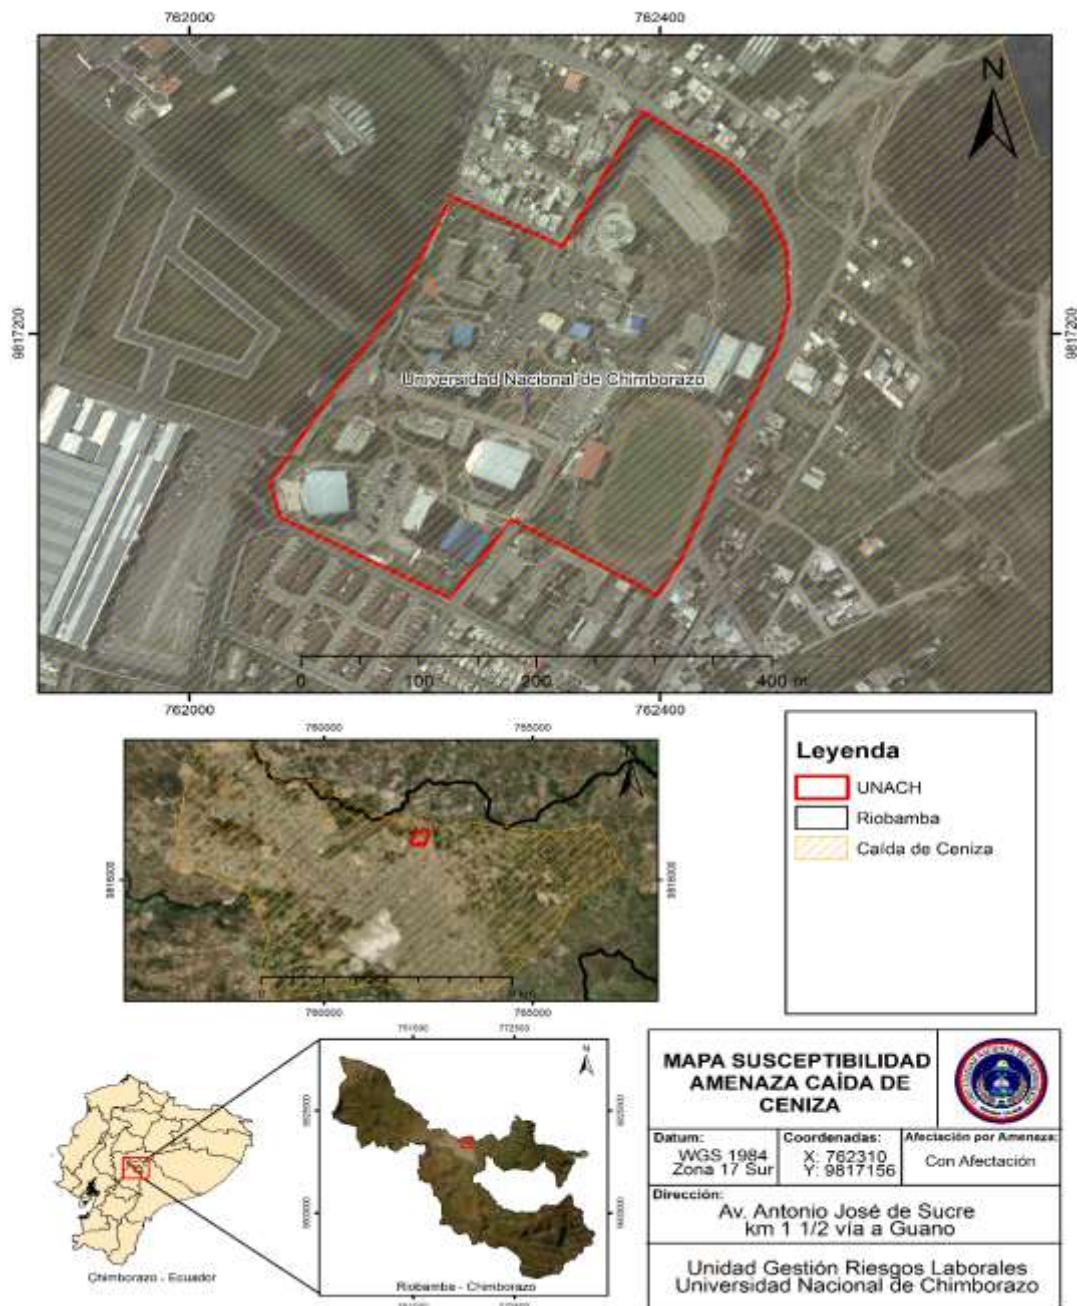 762000
762400
N
9817200
9817200
Universidad Nacional de Chimborazo
0
100
200
400 m
762000
762400
760000
765000
Leyenda
UNACH
Riobamba
Caída de Ceniza
760000
765000
772500
N
Chimborazo - Ecuador
Riobamba - Chimborazo
MAPA SUSCEPTIBILIDAD
AMENAZA CAÍDA DE
CENIZA
Datum:
WGS 1984
Zona 17 Sur
Coordenadas:
X: 762310
Y: 9817156
Afectación por Amenaza:
Con Afectación
Dirección:
Av. Antonio José de Sucre
km 1 1/2 vía a Guano
Unidad Gestión Riesgos Laborales
Universidad Nacional de Chimborazo